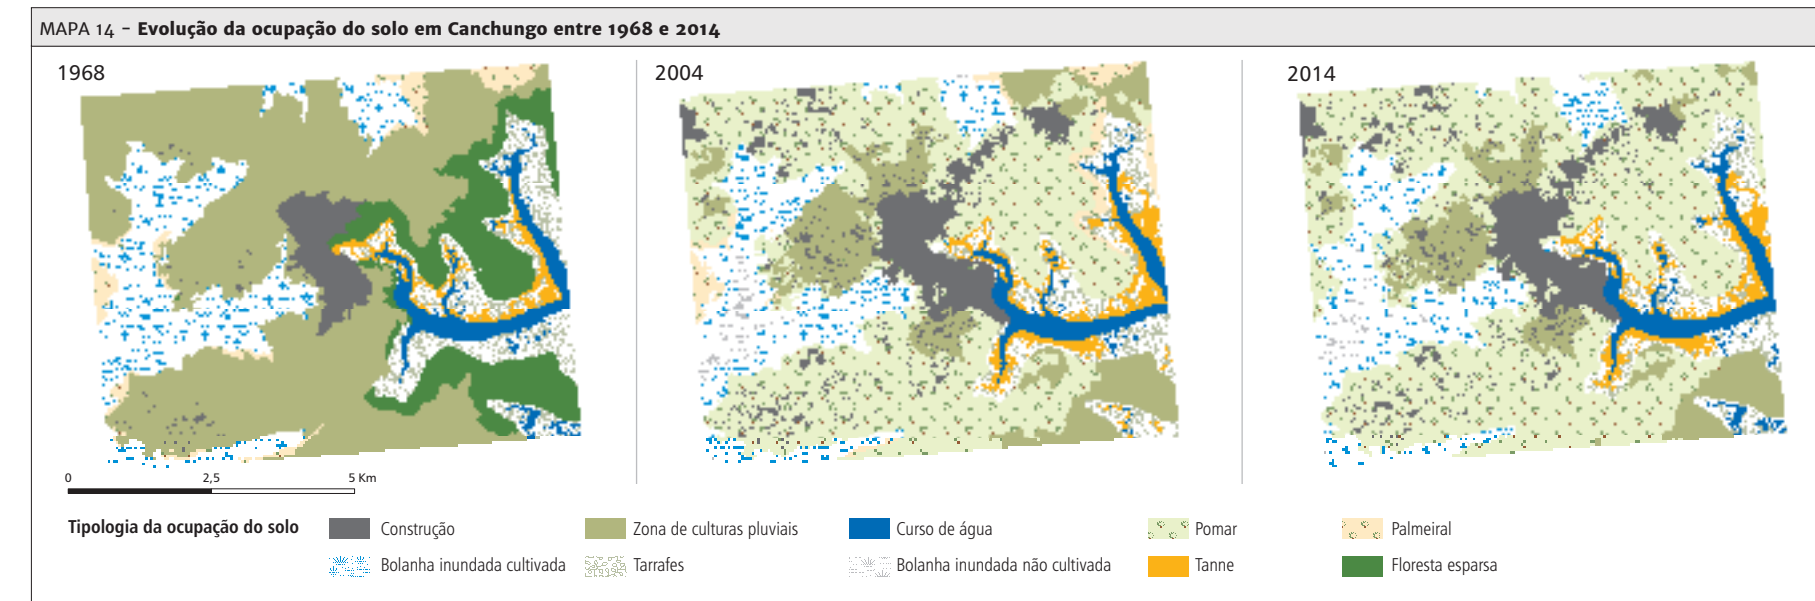 MAPA 14 – Evolução da ocupação do solo em Canchungo entre 1968 e 2014
1968
2004
2014
0 2,5 5 Km
Tipologia da ocupação do solo
Construção
Zona de culturas pluviais
Curso de água
Pomar
Palmeiral
Bolanha inundada cultivada
Tarrafes
Bolanha inundada não cultivada
Tanne
Floresta esparsa